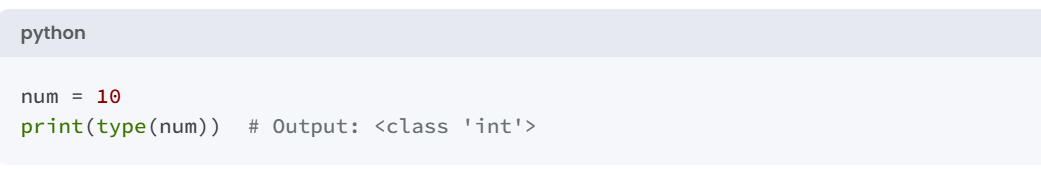 python
num = 10
print(type(num))  # Output: <class 'int'>